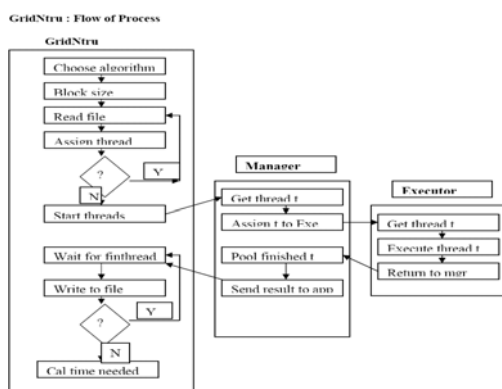 GridNtru : Flow of Process
GridNtru
Choose algorithm
Block size
Read file
Assign thread
?
Y
N
Start threads
Wait for finthread
Write to file
?
Y
N
Cal time needed
Manager
Get thread t
Assign t to Exe
Pool finished t
Send result to app
Executor
Get thread t
Execute thread t
Return to mgr